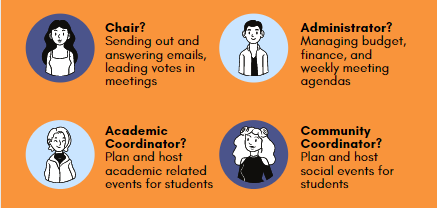 Chair?
Sending out and
answering emails,
leading votes in
meetings
Administrator?
Managing budget,
finance, and
weekly meeting
agendas
Academic
Coordinator?
Plan and host
academic related
events for students
Community
Coordinator?
Plan and host
social events for
students